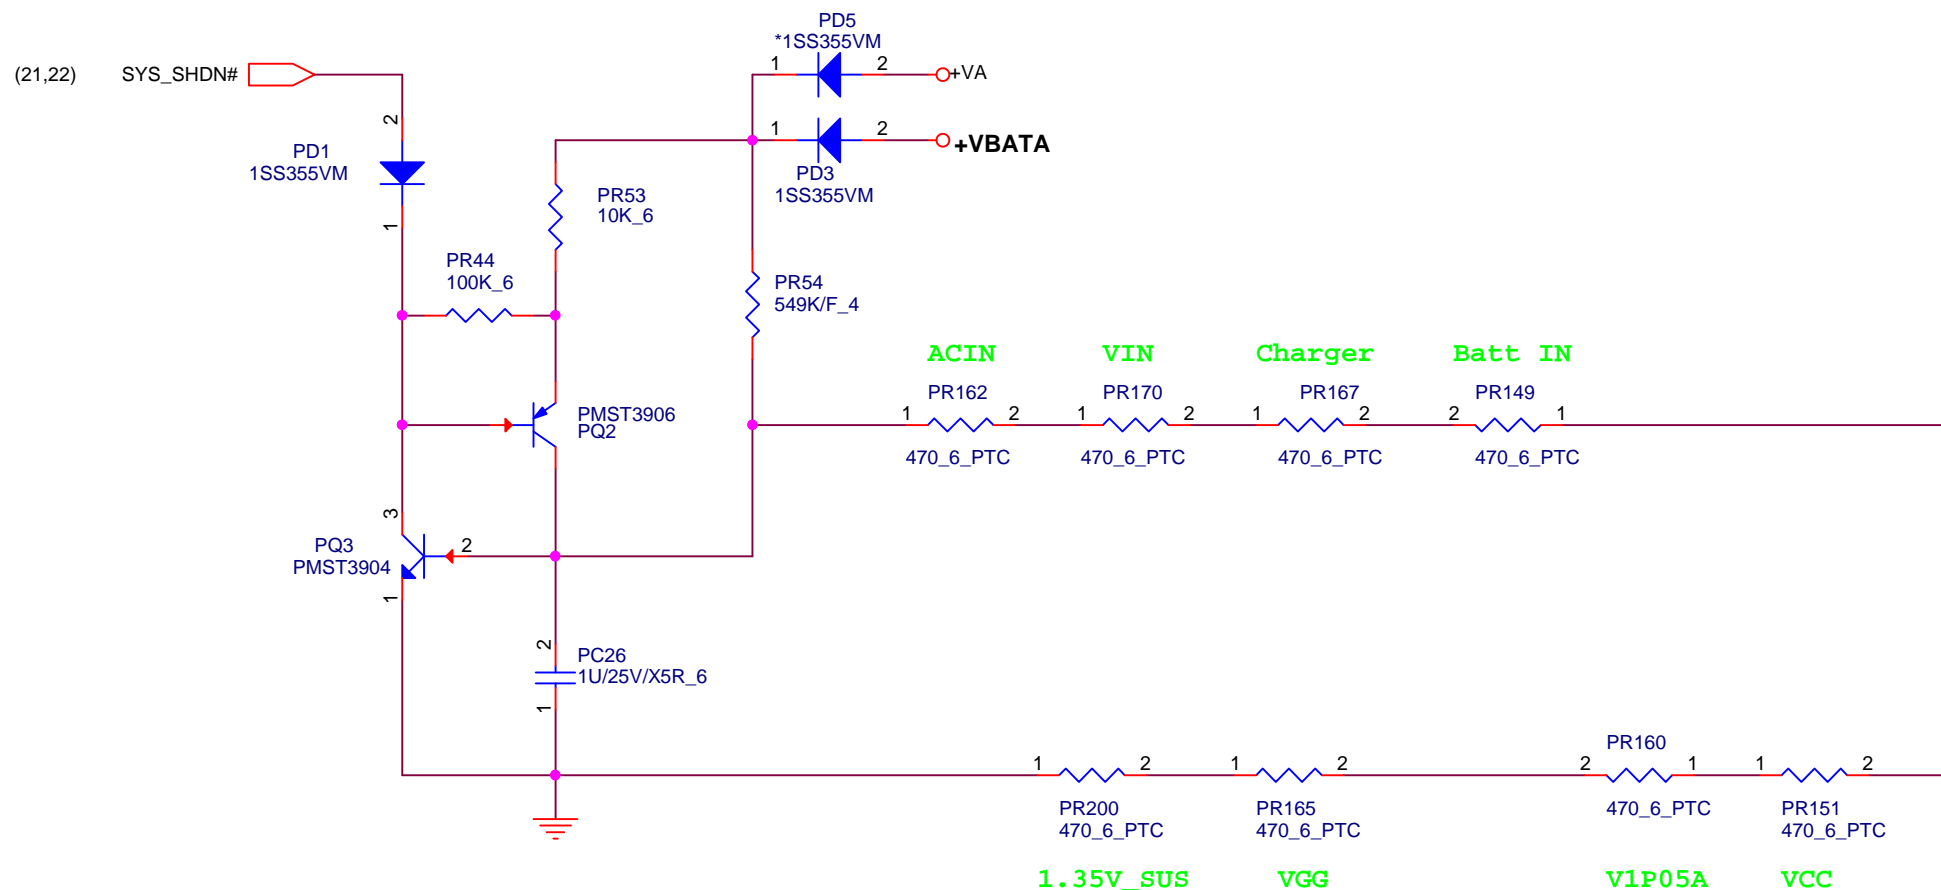 PD5
*1SS355VM
(21,22) SYS_SHDN#
1 2 +VA
2
1 2 +VBATA
PD1
1SS355VM
PD3
1SS355VM
1
PR53
10K_6
PR44
100K_6
PR54
549K/F_4
ACIN VIN Charger Batt IN
PR162 PR170 PR167 PR149
1 2 1 2 1 2 2 1
470_6_PTC 470_6_PTC 470_6_PTC 470_6_PTC
PMST3906
PQ2
3
PQ3
PMST3904
2
1
2
PC26
1U/25V/X5R_6
1
PR160
1 2 1 2 2 1 1 2
PR200 PR165 470_6_PTC PR151
470_6_PTC 470_6_PTC 470_6_PTC
1.35V_SUS VGG V1P05A VCC